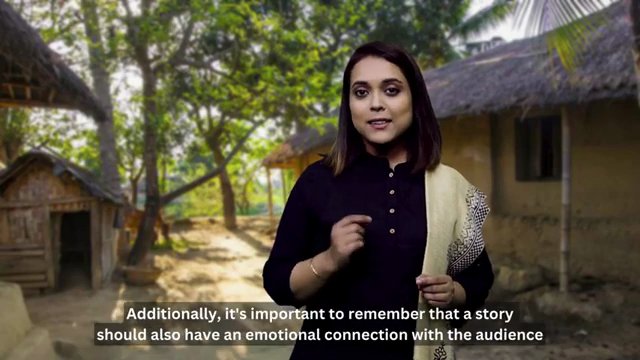 Additionally, it's important to remember that a story
should also have an emotional connection with the audience